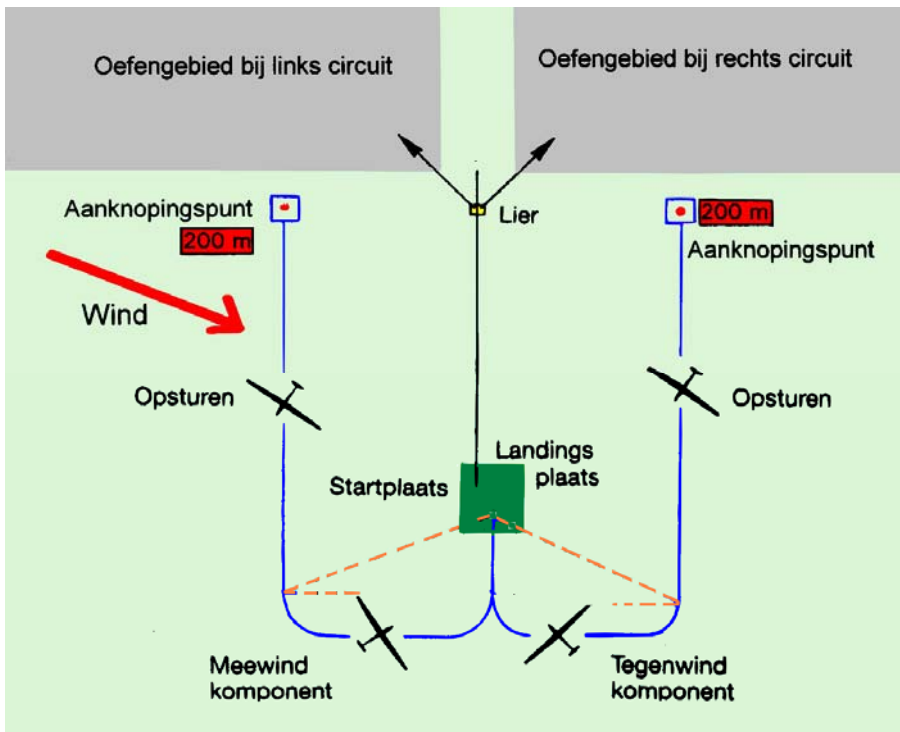 Oefengebied bij links circuit
Oefengebied bij rechts circuit
Aanknopingspunt
200 m
Lier
200 m
Aanknopingspunt
Wind
Opsturen
Opsturen
Landings
plaats
Startplaats
Meewind
komponent
Tegenwind
komponent